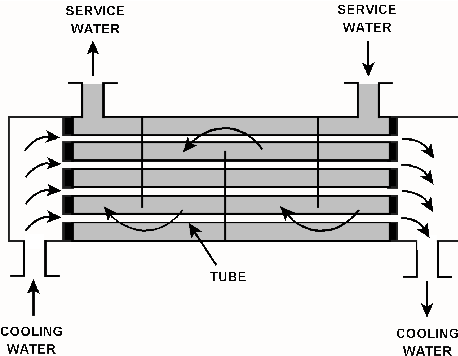 SERVICE
WATER
SERVICE
WATER
TUBE
COOLING
WATER
COOLING
WATER